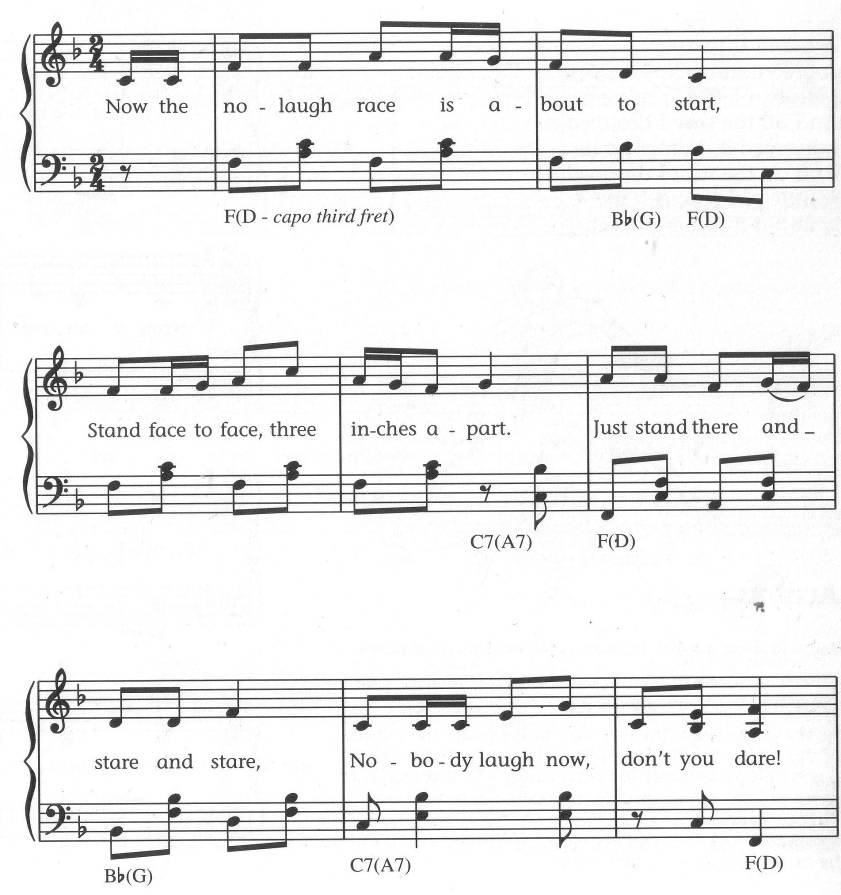 Now the no - laugh race is a - bout to start,
F(D - capo third fret) B♭(G) F(D)
Stand face to face, three in-ches a - part. Just stand there and _
C7(A7) F(D)
stare and stare, No - bo - dy laugh now, don't you dare!
B♭(G) C7(A7) F(D)